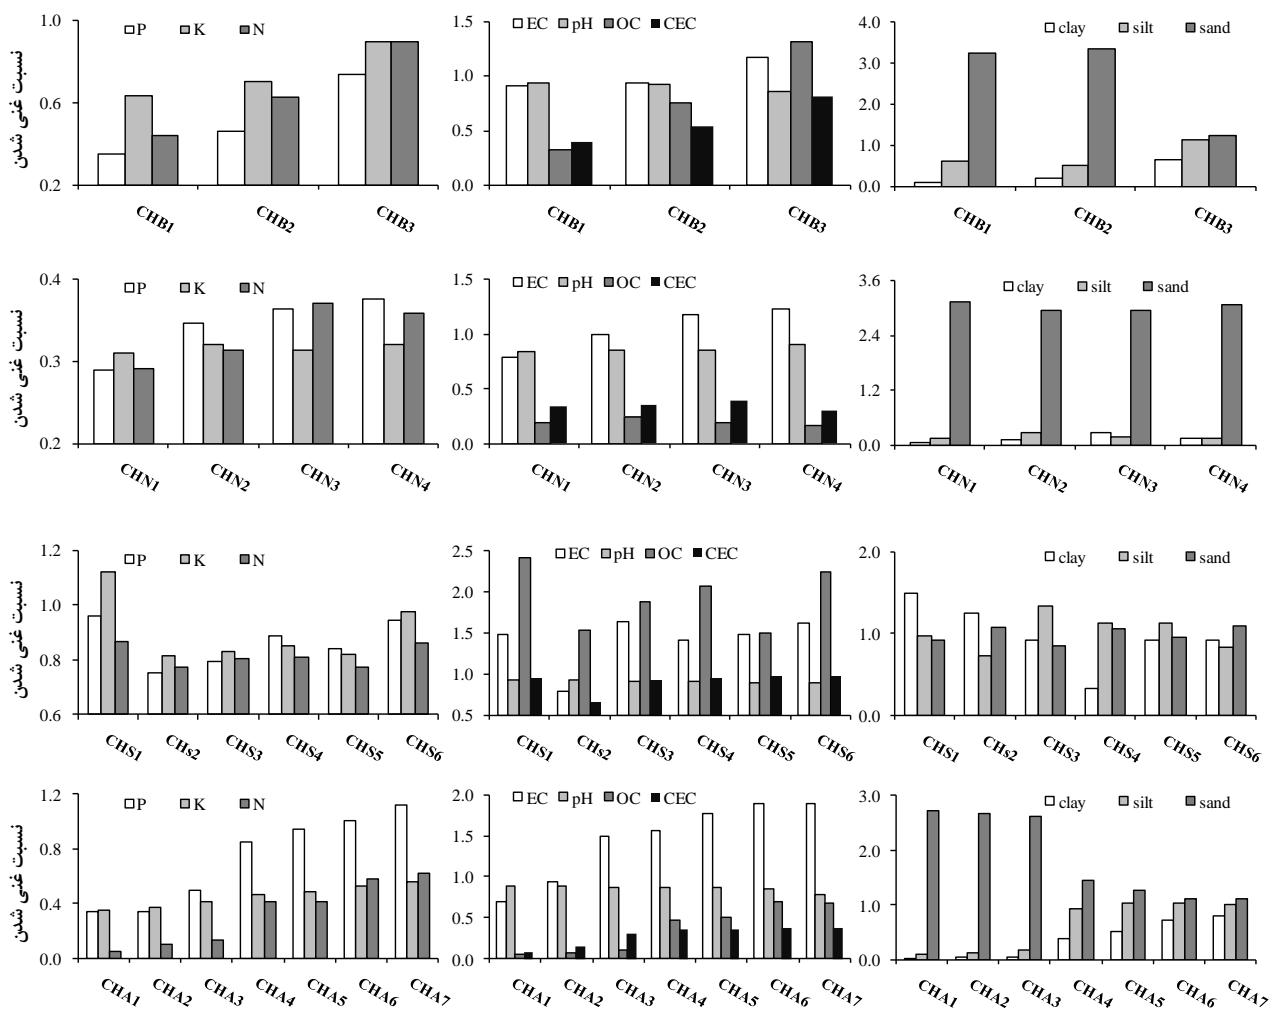 نسبت غنی شدن
P K N
1.0
0.6
0.2
CHB1 CHB2 CHB3
EC pH OC CEC
1.5
1.0
0.5
0.0
CHB1 CHB2 CHB3
clay silt sand
4.0
3.0
2.0
1.0
0.0
CHB1 CHB2 CHB3
نسبت غنی شدن
P K N
0.4
0.3
0.2
CHN1 CHN2 CHN3 CHN4
EC pH OC CEC
1.5
1.0
0.5
0.0
CHN1 CHN2 CHN3 CHN4
clay silt sand
3.6
2.4
1.2
0.0
CHN1 CHN2 CHN3 CHN4
نسبت غنی شدن
P K N
1.2
1.0
0.8
0.6
CHS1 CHs2 CHS3 CHS4 CHS5 CHS6
EC pH OC CEC
2.5
2.0
1.5
1.0
0.5
CHS1 CHs2 CHS3 CHS4 CHS5 CHS6
clay silt sand
2.0
1.0
0.0
CHS1 CHs2 CHS3 CHS4 CHS5 CHS6
نسبت غنی شدن
P K N
1.2
0.8
0.4
0.0
CHA1 CHA2 CHA3 CHA4 CHA5 CHA6 CHA7
EC pH OC CEC
2.0
1.5
1.0
0.5
0.0
CHA1 CHA2 CHA3 CHA4 CHA5 CHA6 CHA7
clay silt sand
3.0
2.0
1.0
0.0
CHA1 CHA2 CHA3 CHA4 CHA5 CHA6 CHA7